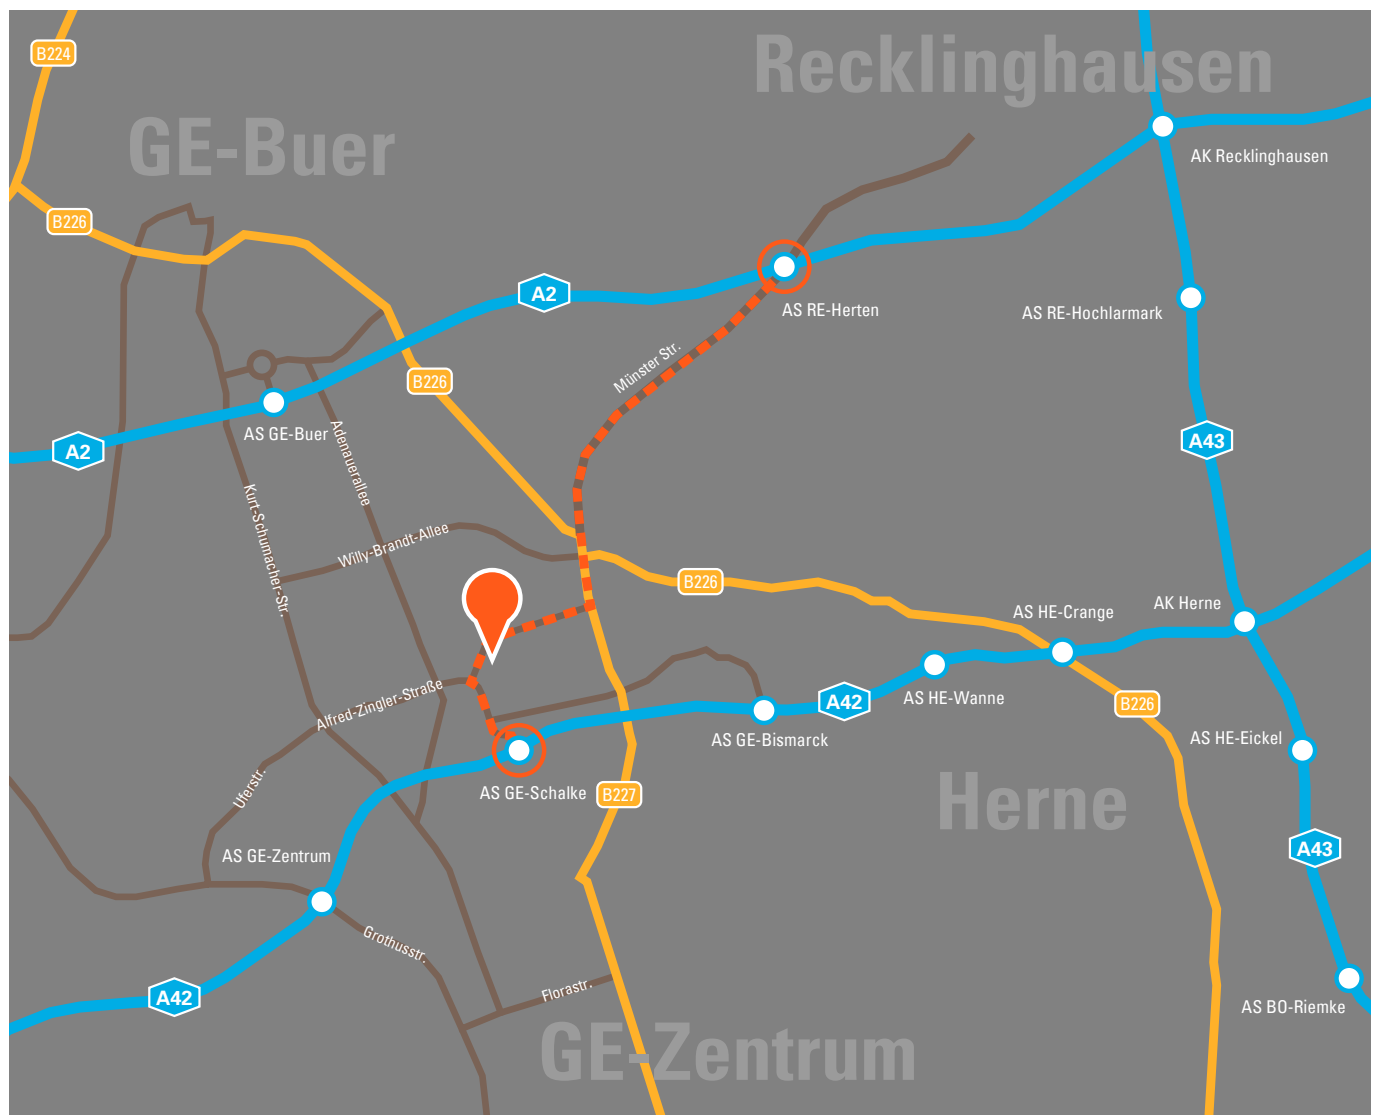 Recklinghausen
B224
GE-Buer
AK Recklinghausen
B226
A2
AS RE-Herten
AS RE-Hochlarmark
Münster Str.
B226
AS GE-Buer
A43
A2
Adenauerallee
Kurt-Schumacher-Str.
Willy-Brandt-Allee
B226
AS HE-Crange
AK Herne
Alfred-Zingler-Straße
A42
AS HE-Wanne
B226
AS GE-Bismarck
AS HE-Eickel
Uferstr.
AS GE-Schalke
B227
Herne
A43
AS GE-Zentrum
Grothusstr.
Florastr.
A42
AS BO-Riemke
GE-Zentrum